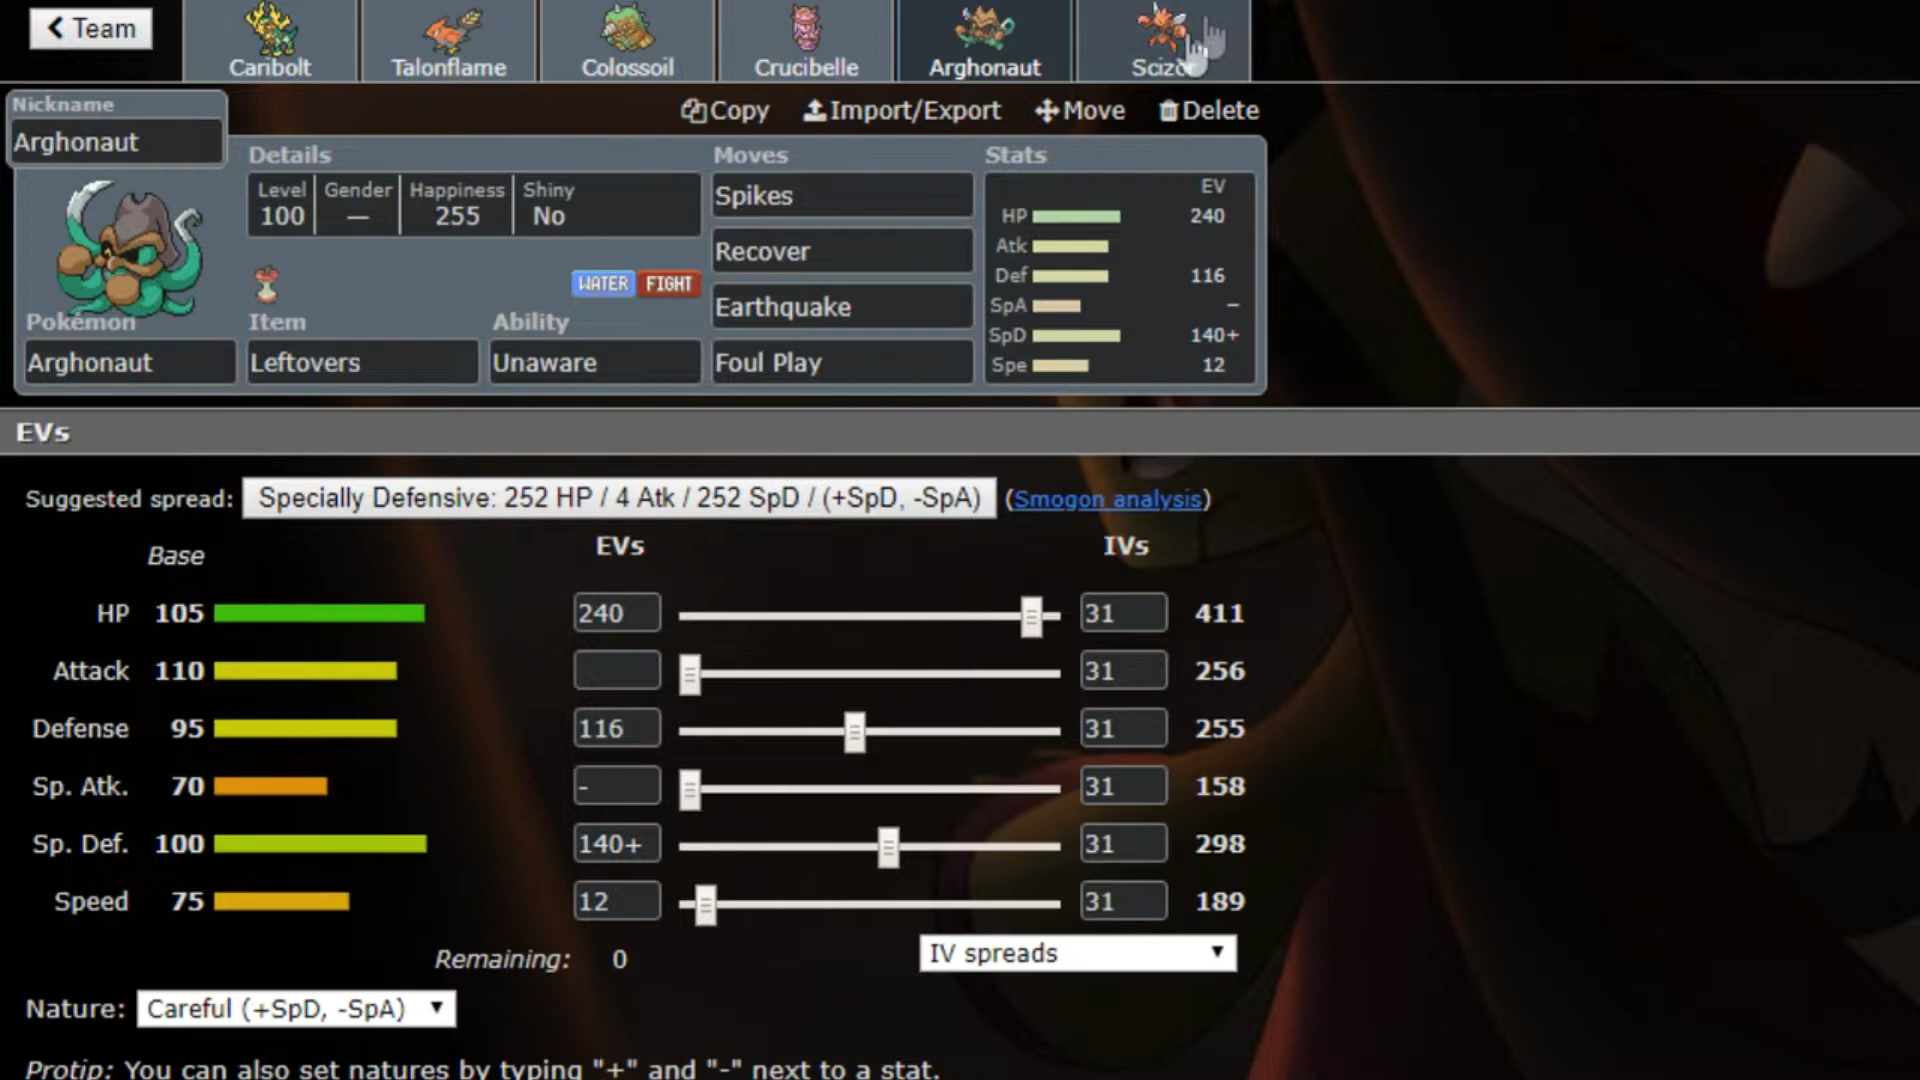 Team
Caribolt
Talonflame
Colossoil
Crucibelle
Arghonaut
Scizor
Nickname
Arghonaut
Copy
Import/Export
Move
Delete
Details
Level
100
Gender
—
Happiness
255
Shiny
No
WATER
FIGHT
Pokémon
Arghonaut
Item
Leftovers
Ability
Unaware
Moves
Spikes
Recover
Earthquake
Foul Play
Stats
EV
HP 240
Atk
Def 116
SpA –
SpD 140+
Spe 12
EVs
Suggested spread: Specially Defensive: 252 HP / 4 Atk / 252 SpD / (+SpD, -SpA) (Smogon analysis)
Base EVs IVs
HP 105 240 31 411
Attack 110 31 256
Defense 95 116 31 255
Sp. Atk. 70 - 31 158
Sp. Def. 100 140+ 31 298
Speed 75 12 31 189
Remaining: 0
IV spreads
Nature: Careful (+SpD, -SpA)
Protip: You can also set natures by typing "+" and "-" next to a stat.